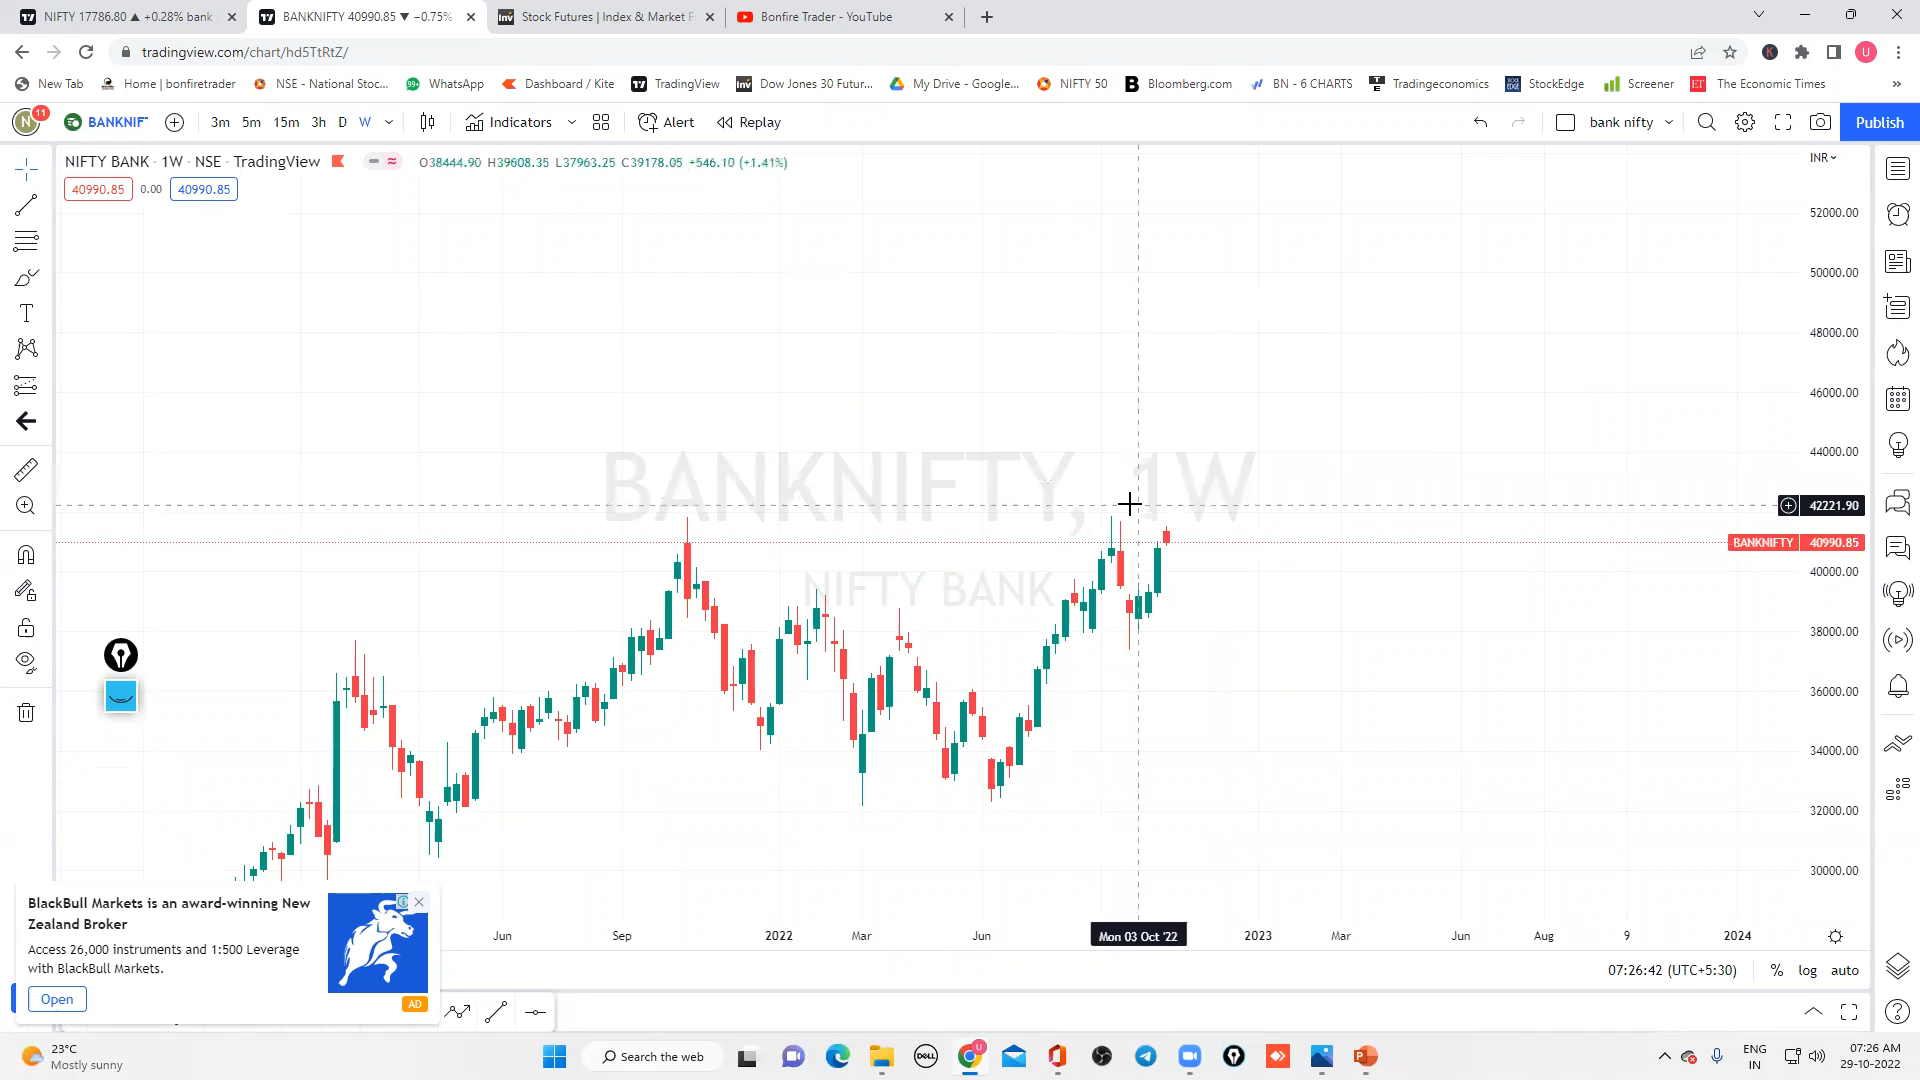 NIFTY 17786.80 ▲ +0.28% bank
BANKNIFTY 40990.85 ▼ −0.75%
Stock Futures | Index & Market F
Bonfire Trader - YouTube
tradingview.com/chart/hd5TtRtZ/
U
New Tab
Home | bonfiretrader
NSE - National Stoc...
99+
WhatsApp
Dashboard / Kite
TradingView
Dow Jones 30 Futur...
My Drive - Google...
NIFTY 50
Bloomberg.com
BN - 6 CHARTS
Tradingeconomics
StockEdge
Screener
ET
The Economic Times
N
11
BANKNIF
3m 5m 15m 3h D W
Indicators
Alert
Replay
bank nifty
Publish
NIFTY BANK · 1W · NSE · TradingView
O38444.90 H39608.35 L37963.25 C39178.05 +546.10 (+1.41%)
INR
40990.85 0.00 40990.85
52000.00
50000.00
48000.00
46000.00
44000.00
BANKNIFTY, 1W
42221.90
BANKNIFTY 40990.85
40000.00
NIFTY BANK
38000.00
36000.00
34000.00
32000.00
30000.00
BlackBull Markets is an award-winning New
Zealand Broker
Access 26,000 instruments and 1:500 Leverage
with BlackBull Markets.
Open
AD
Jun Sep 2022 Mar Jun Mon 03 Oct '22 2023 Mar Jun Aug 9 2024
07:26:42 (UTC+5:30) % log auto
23°C
Mostly sunny
Search the web
DELL
ENG
IN
07:26 AM
29-10-2022